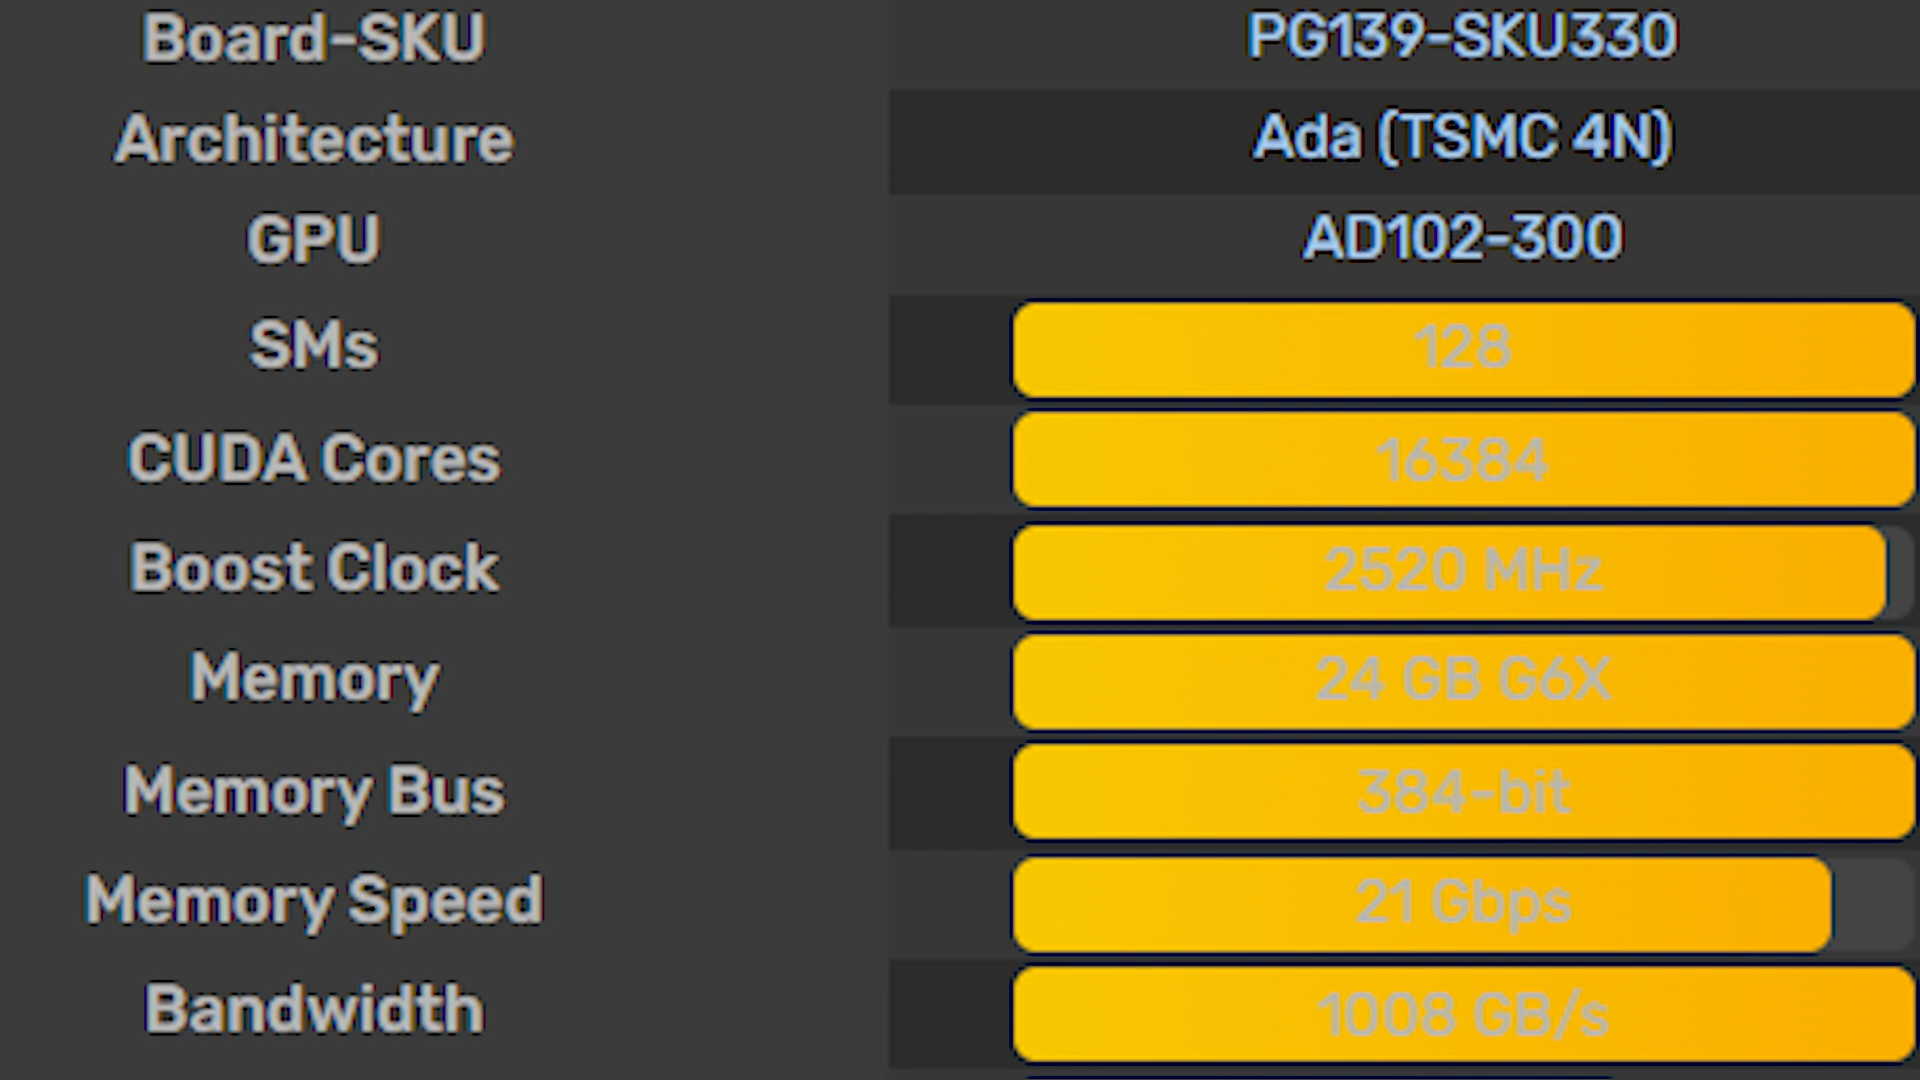 Board-SKU PG139-SKU330
Architecture Ada (TSMC 4N)
GPU AD102-300
SMs 128
CUDA Cores 16384
Boost Clock 2520 MHz
Memory 24 GB G6X
Memory Bus 384-bit
Memory Speed 21 Gbps
Bandwidth 1008 GB/s